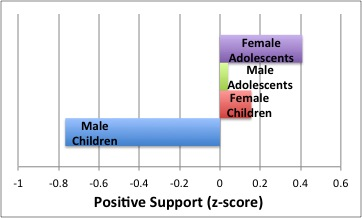 Female
Adolescents
Male
Adolescents
Female
Children
Male
Children
-1 -0.8 -0.6 -0.4 -0.2 0 0.2 0.4 0.6
Positive Support (z-score)